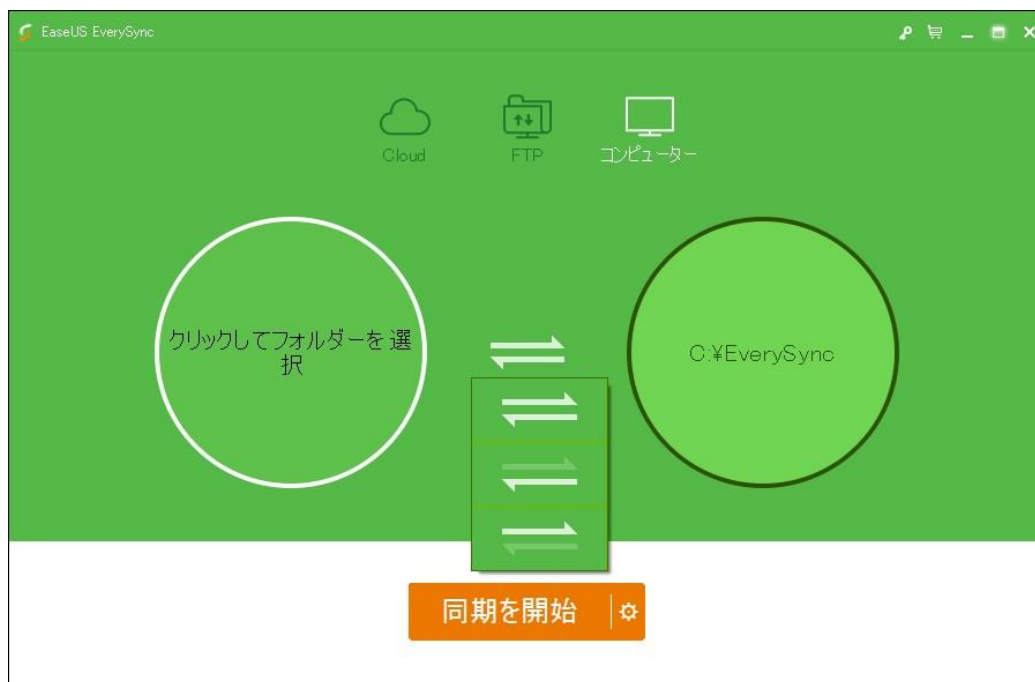 EaseUS EverySync
Cloud
FTP
コンピューター
クリックしてフォルダーを選
択
C:¥EverySync
同期を開始